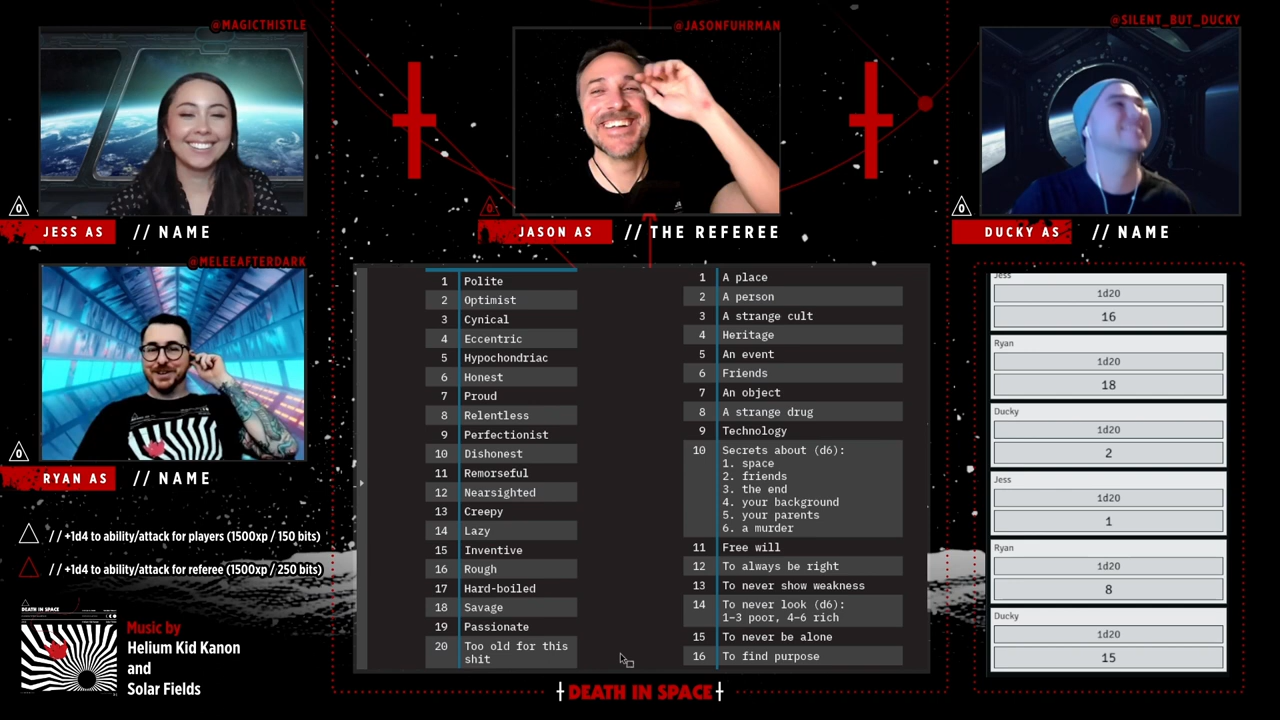 @MAGICTHISTLE
@JASONFUHRMAN
@SILENT_BUT_DUCKY
0
0
0
JESS AS // NAME
JASON AS // THE REFEREE
DUCKY AS // NAME
@MELEEAFTERDARK
0
RYAN AS // NAME
// +1d4 to ability/attack for players (1500xp / 150 bits)
// +1d4 to ability/attack for referee (1500xp / 250 bits)
DEATH IN SPACE
Music by
Helium Kid Kanon
and
Solar Fields
1 Polite
2 Optimist
3 Cynical
4 Eccentric
5 Hypochondriac
6 Honest
7 Proud
8 Relentless
9 Perfectionist
10 Dishonest
11 Remorseful
12 Nearsighted
13 Creepy
14 Lazy
15 Inventive
16 Rough
17 Hard-boiled
18 Savage
19 Passionate
20 Too old for this
shit
1 A place
2 A person
3 A strange cult
4 Heritage
5 An event
6 Friends
7 An object
8 A strange drug
9 Technology
10 Secrets about (d6):
1. space
2. friends
3. the end
4. your background
5. your parents
6. a murder
11 Free will
12 To always be right
13 To never show weakness
14 To never look (d6):
1–3 poor, 4–6 rich
15 To never be alone
16 To find purpose
Jess
1d20
16
Ryan
1d20
18
Ducky
1d20
2
Jess
1d20
1
Ryan
1d20
8
Ducky
1d20
15
DEATH IN SPACE